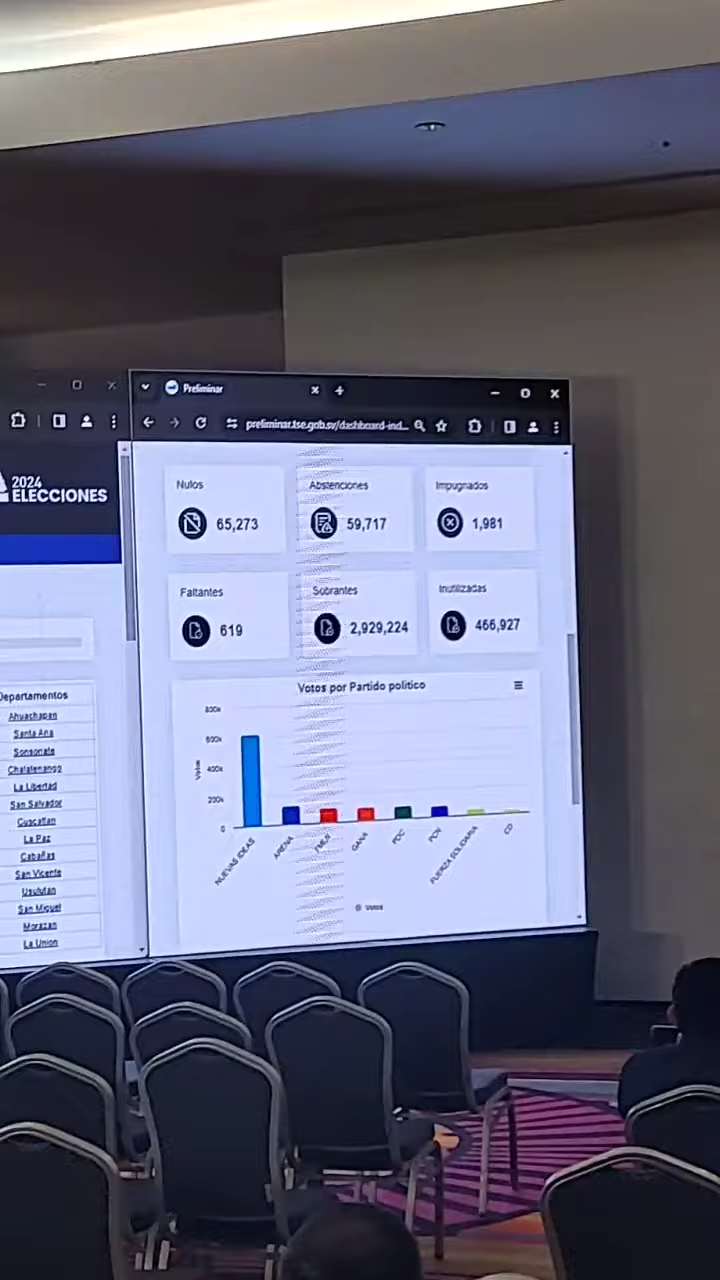 2024
ELECCIONES
Departamentos
Ahuachapan
Santa Ana
Sonsonate
Chalatenango
La Libertad
San Salvador
Cuscatlan
La Paz
Cabañas
San Vicente
Usulutan
San Miguel
Morazan
La Union
Preliminar
preliminar.tse.gob.sv/dashboard-ind...
Nulos
65,273
Abstenciones
59,717
Impugnados
1,981
Faltantes
619
Sobrantes
2,929,224
Inutilizadas
466,927
Votos por Partido politico
Votos
800k
600k
400k
200k
0
NUEVAS IDEAS
ARENA
FMLN
GANA
PDC
PCN
FUERZA SOLIDARIA
CD
Votos